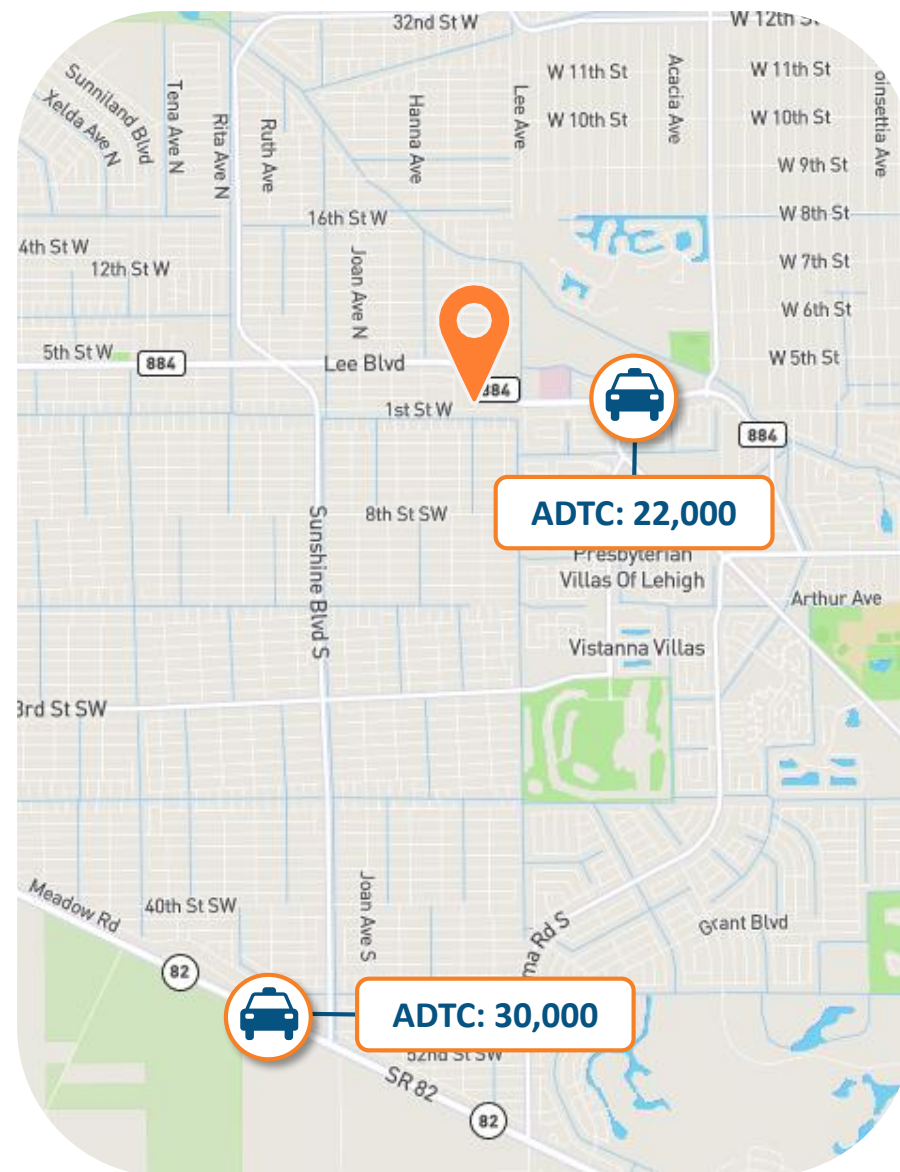 32nd St W
W 12th St
Sunniland Blvd
Xelda Ave N
Tena Ave N
Rita Ave N
Ruth Ave
Hanna Ave
Lee Ave
W 11th St
Acacia Ave
W 11th St
W 10th St
W 10th St
oinsettia Ave
W 9th St
16th St W
W 8th St
4th St W
12th St W
Joan Ave N
W 7th St
W 6th St
5th St W
884
Lee Blvd
W 5th St
884
1st St W
884
ADTC: 22,000
8th St SW
Sunshine Blvd S
Presbyterian
Villas Of Lehigh
Arthur Ave
Vistanna Villas
3rd St SW
Meadow Rd
40th St SW
Joan Ave S
ma Rd S
Grant Blvd
82
ADTC: 30,000
52nd St SW
SR 82
82